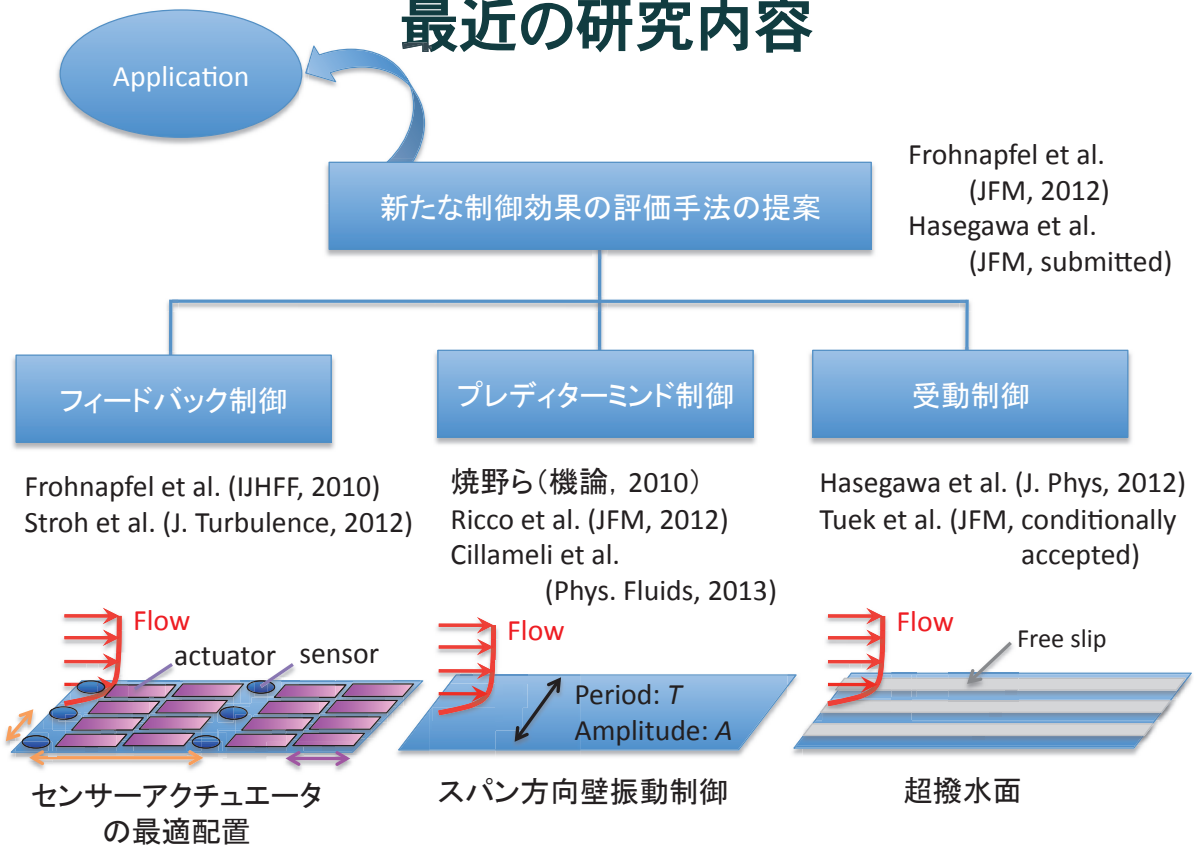 最近の研究内容
Application
新たな制御効果の評価手法の提案
Frohnapfel et al.
(JFM, 2012)
Hasegawa et al.
(JFM, submitted)
フィードバック制御
プレディターミンド制御
受動制御
Frohnapfel et al. (IJHFF, 2010)
Stroh et al. (J. Turbulence, 2012)
焼野ら（機論，2010）
Ricco et al. (JFM, 2012)
Cillameli et al.
(Phys. Fluids, 2013)
Hasegawa et al. (J. Phys, 2012)
Tuek et al. (JFM, conditionally
accepted)
Flow
actuator
sensor
センサーアクチュエータ
の最適配置
Flow
Period: T
Amplitude: A
スパン方向壁振動制御
Flow
Free slip
超撥水面